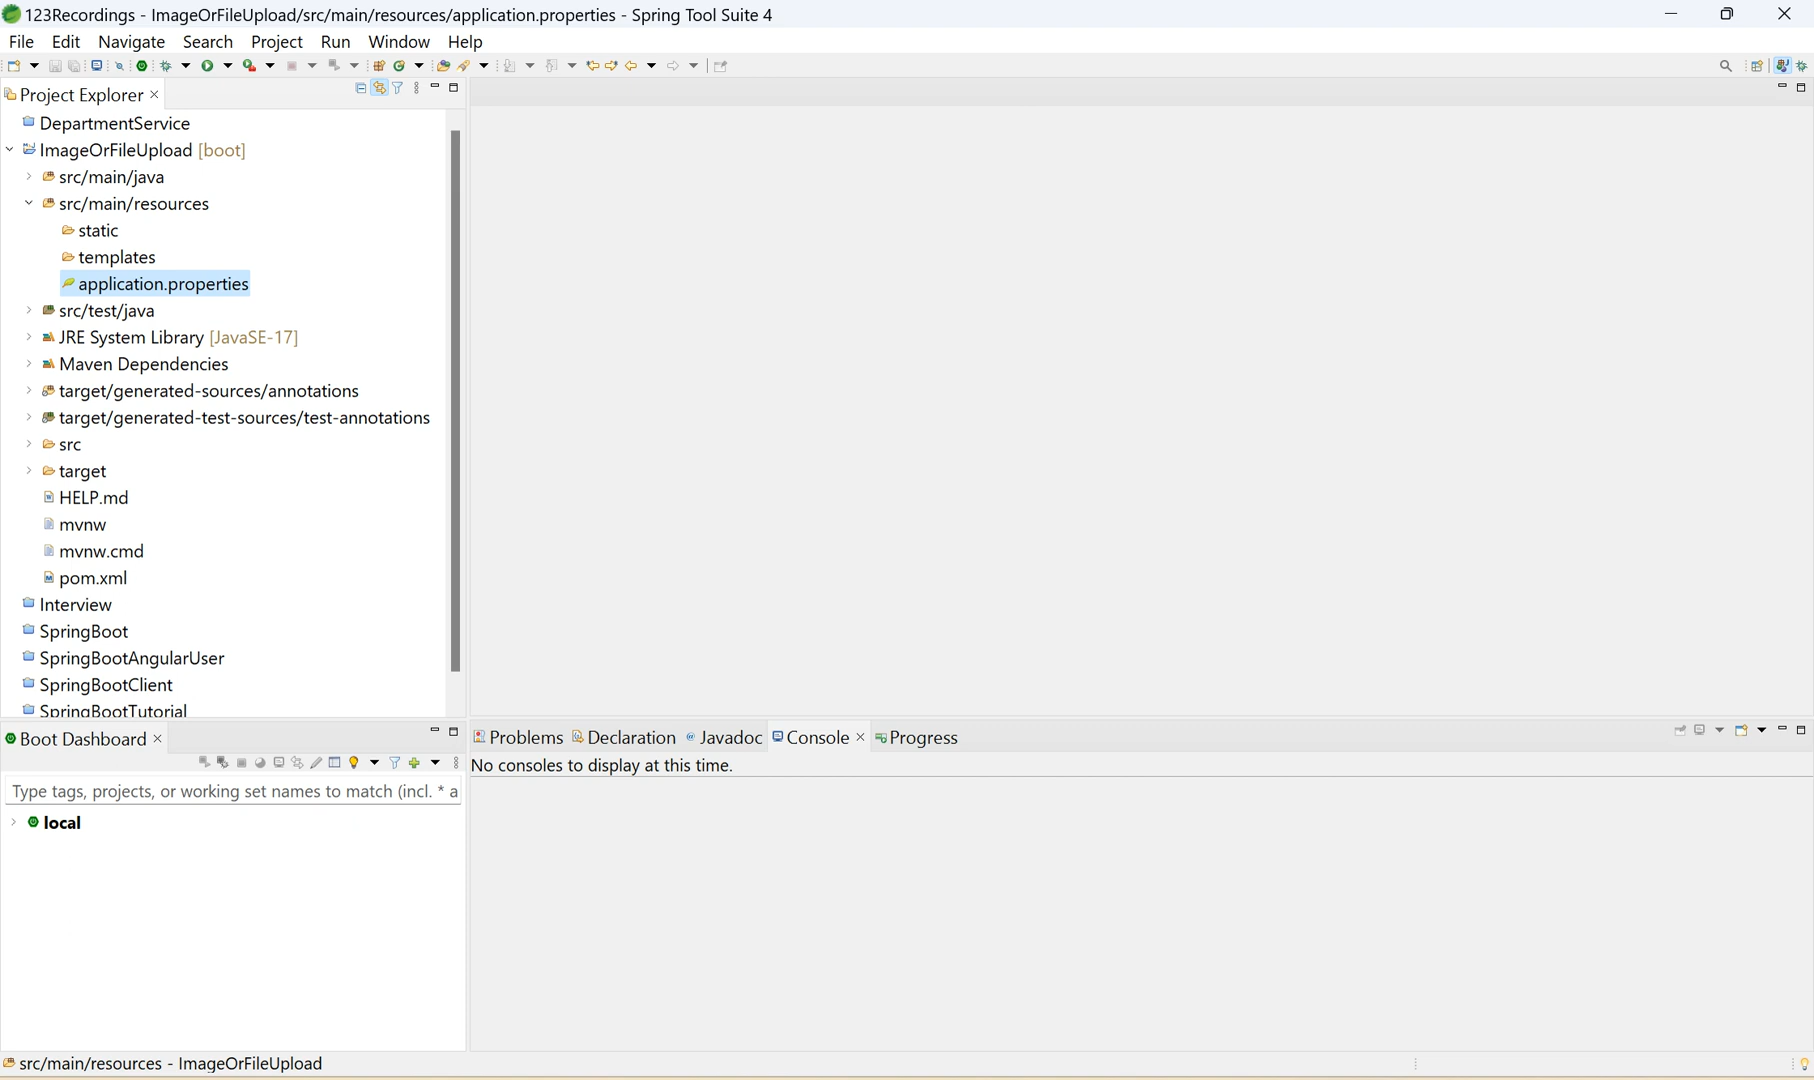 123Recordings - ImageOrFileUpload/src/main/resources/application.properties - Spring Tool Suite 4
File Edit Navigate Search Project Run Window Help
Project Explorer
DepartmentService
ImageOrFileUpload [boot]
src/main/java
src/main/resources
static
templates
application.properties
src/test/java
JRE System Library [JavaSE-17]
Maven Dependencies
target/generated-sources/annotations
target/generated-test-sources/test-annotations
src
target
HELP.md
mvnw
mvnw.cmd
pom.xml
Interview
SpringBoot
SpringBootAngularUser
SpringBootClient
SpringBootTutorial
Boot Dashboard
Type tags, projects, or working set names to match (incl. * a
local
Problems Declaration Javadoc Console Progress
No consoles to display at this time.
src/main/resources - ImageOrFileUpload